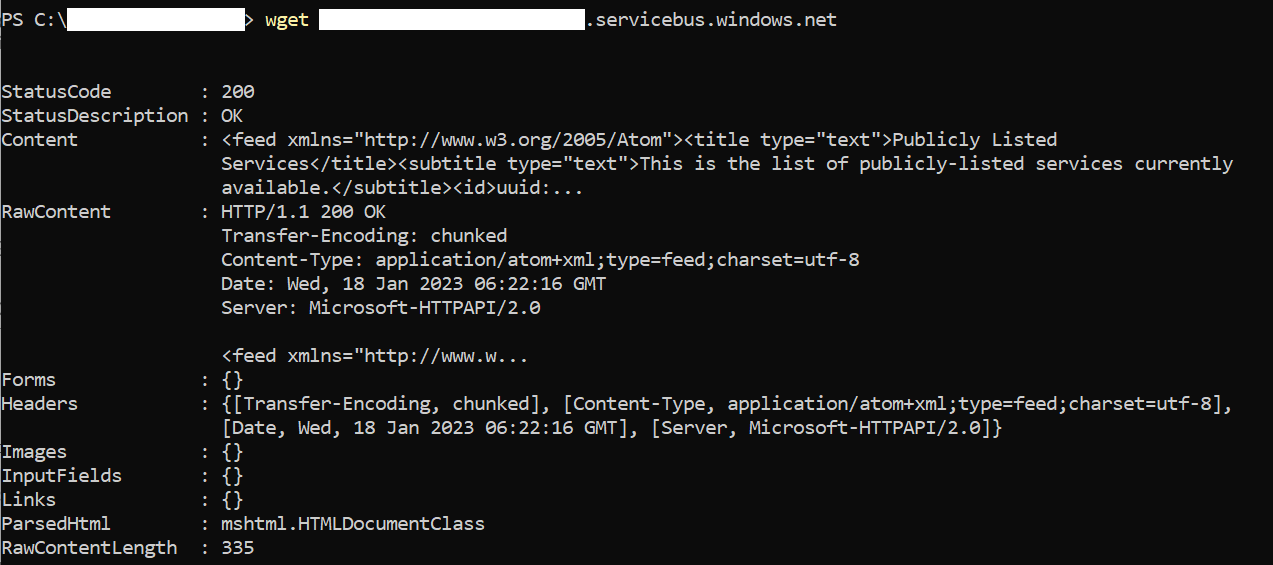 PS C:\> wget .servicebus.windows.net
StatusCode : 200
StatusDescription : OK
Content : <feed xmlns="http://www.w3.org/2005/Atom"><title type="text">Publicly Listed
Services</title><subtitle type="text">This is the list of publicly-listed services currently
available.</subtitle><id>uuid:...
RawContent : HTTP/1.1 200 OK
Transfer-Encoding: chunked
Content-Type: application/atom+xml;type=feed;charset=utf-8
Date: Wed, 18 Jan 2023 06:22:16 GMT
Server: Microsoft-HTTPAPI/2.0
<feed xmlns="http://www.w...
Forms : {}
Headers : {[Transfer-Encoding, chunked], [Content-Type, application/atom+xml;type=feed;charset=utf-8],
[Date, Wed, 18 Jan 2023 06:22:16 GMT], [Server, Microsoft-HTTPAPI/2.0]}
Images : {}
InputFields : {}
Links : {}
ParsedHtml : mshtml.HTMLDocumentClass
RawContentLength : 335